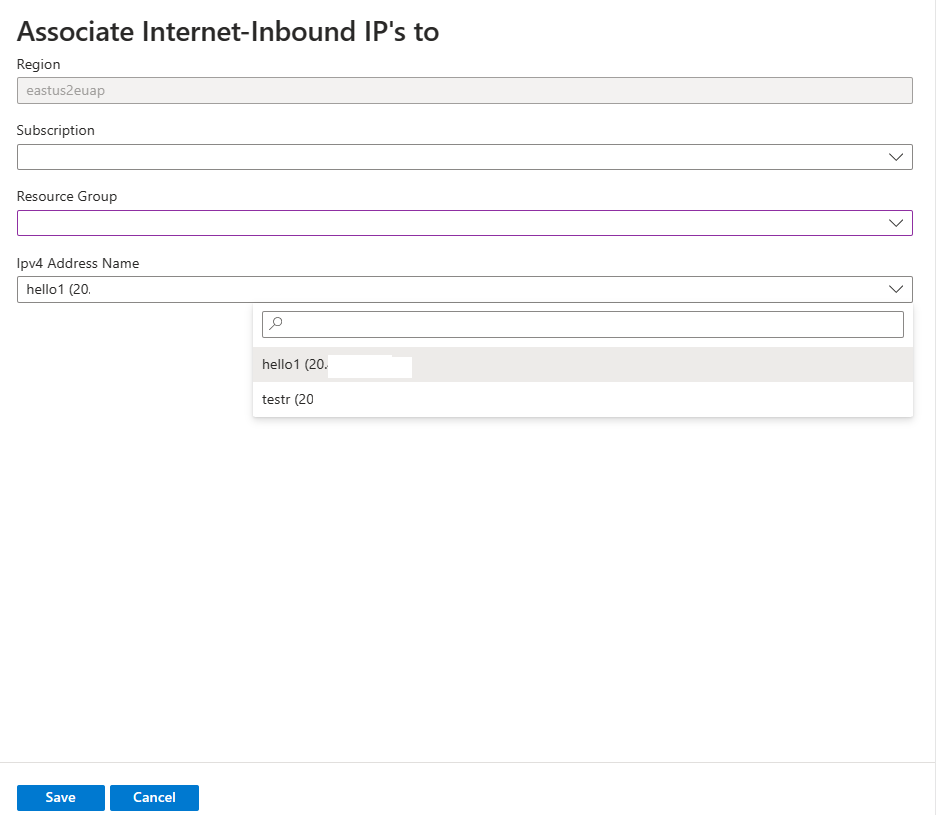 Associate Internet-Inbound IP's to
Region
eastus2euap
Subscription
Resource Group
Ipv4 Address Name
hello1 (20.
hello1 (20.
testr (20
Save
Cancel